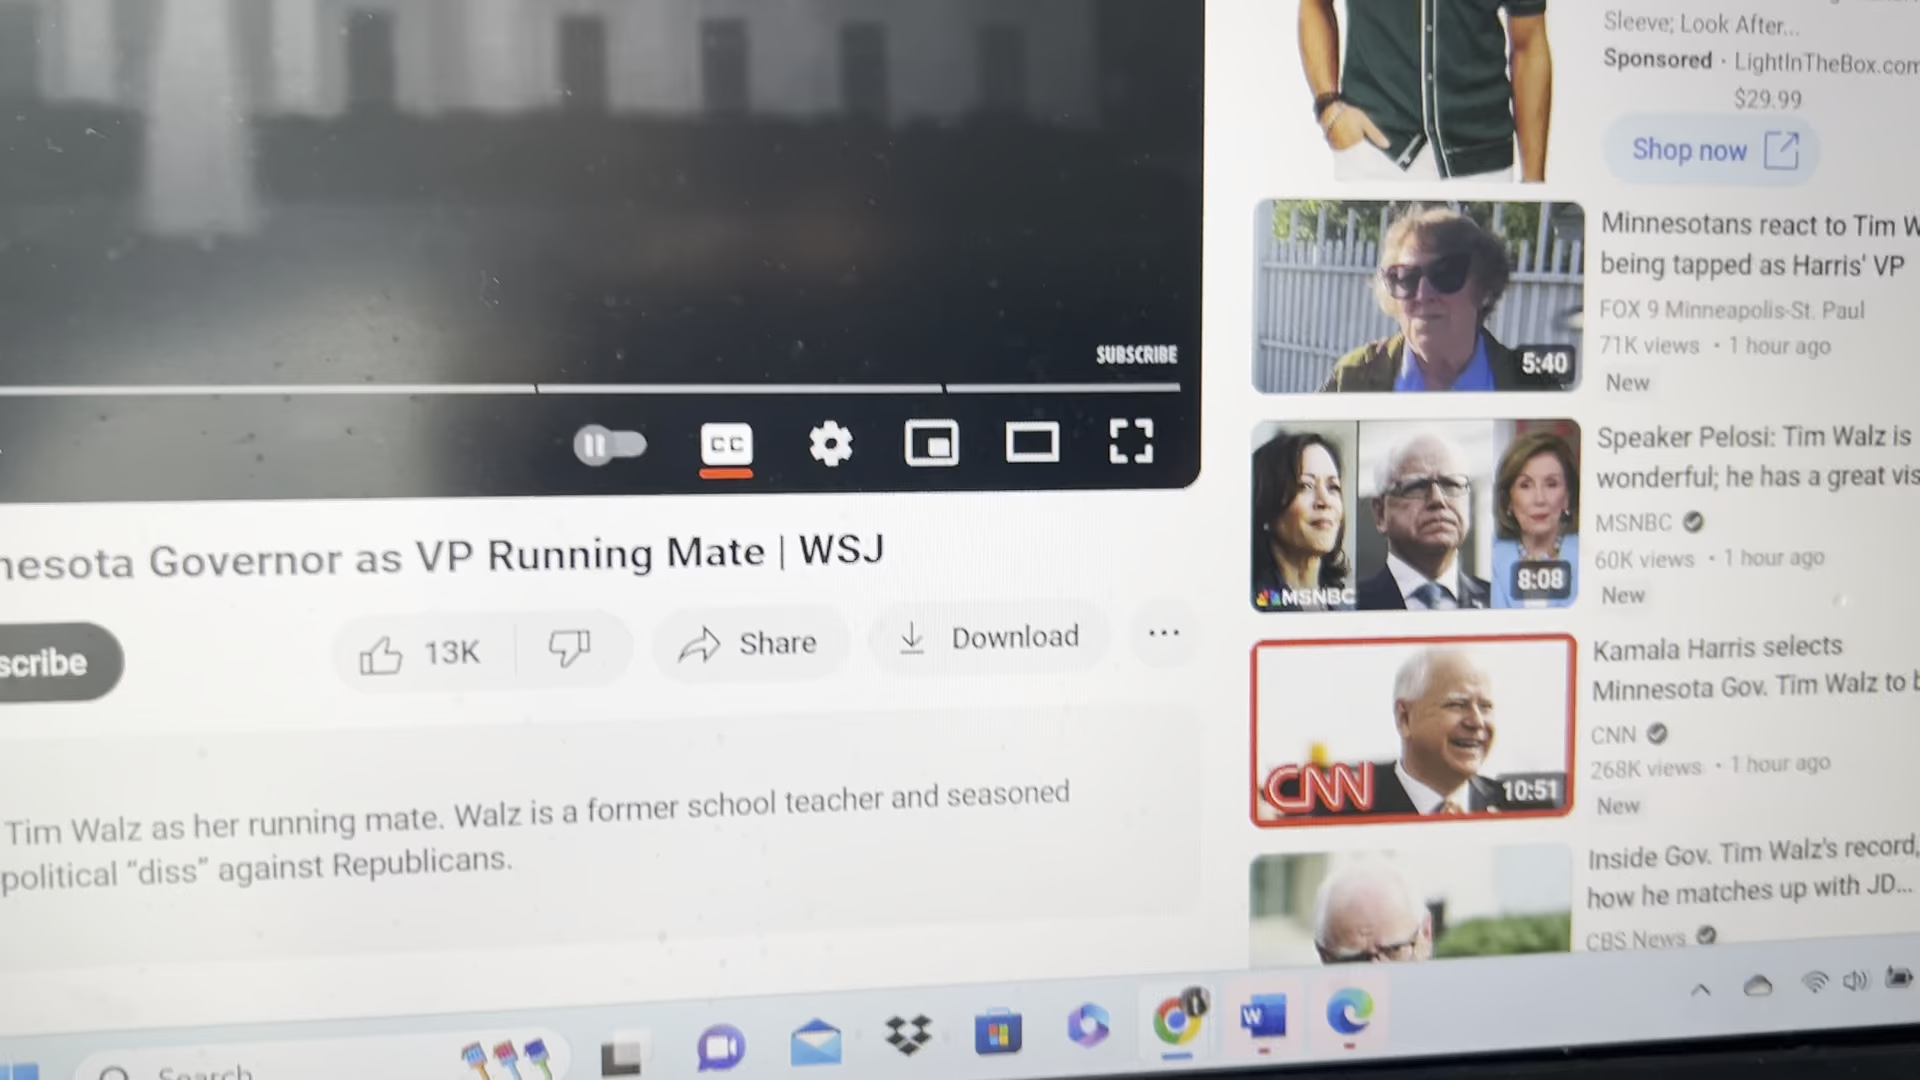 Sleeve; Look After...
Sponsored · LightInTheBox.com
$29.99
Shop now
SUBSCRIBE
CC
nesota Governor as VP Running Mate | WSJ
scribe
13K
Share
Download
...
Tim Walz as her running mate. Walz is a former school teacher and seasoned
political “diss” against Republicans.
5:40
Minnesotans react to Tim W
being tapped as Harris' VP
FOX 9 Minneapolis-St. Paul
71K views • 1 hour ago
New
MSNBC
8:08
Speaker Pelosi: Tim Walz is
wonderful; he has a great vis
MSNBC
60K views • 1 hour ago
New
CNN
10:51
Kamala Harris selects
Minnesota Gov. Tim Walz to b
CNN
268K views • 1 hour ago
New
Inside Gov. Tim Walz's record,
how he matches up with JD...
CBS News
Search
W